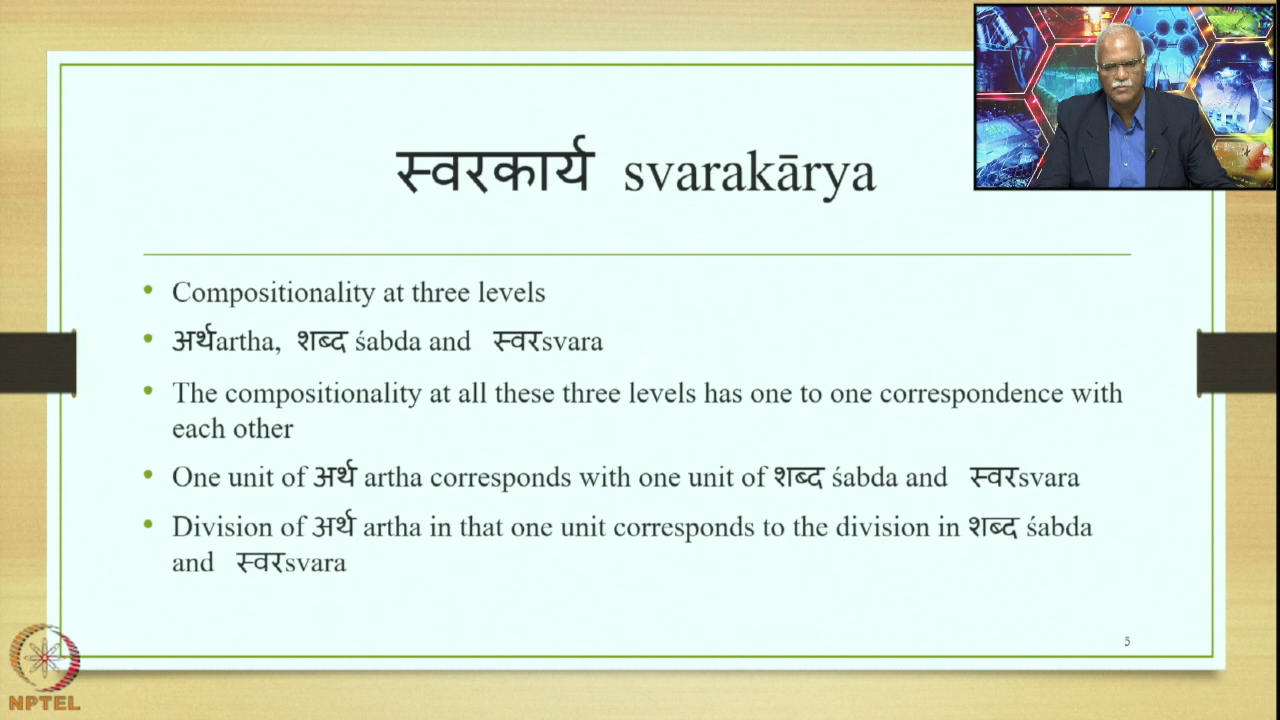 स्वरकार्य svarakārya
Compositionality at three levels
अर्थartha, शब्द śabda and स्वरsvara
The compositionality at all these three levels has one to one correspondence with
each other
One unit of अर्थ artha corresponds with one unit of शब्द śabda and स्वरsvara
Division of अर्थ artha in that one unit corresponds to the division in शब्द śabda
and स्वरsvara
5
NPTEL